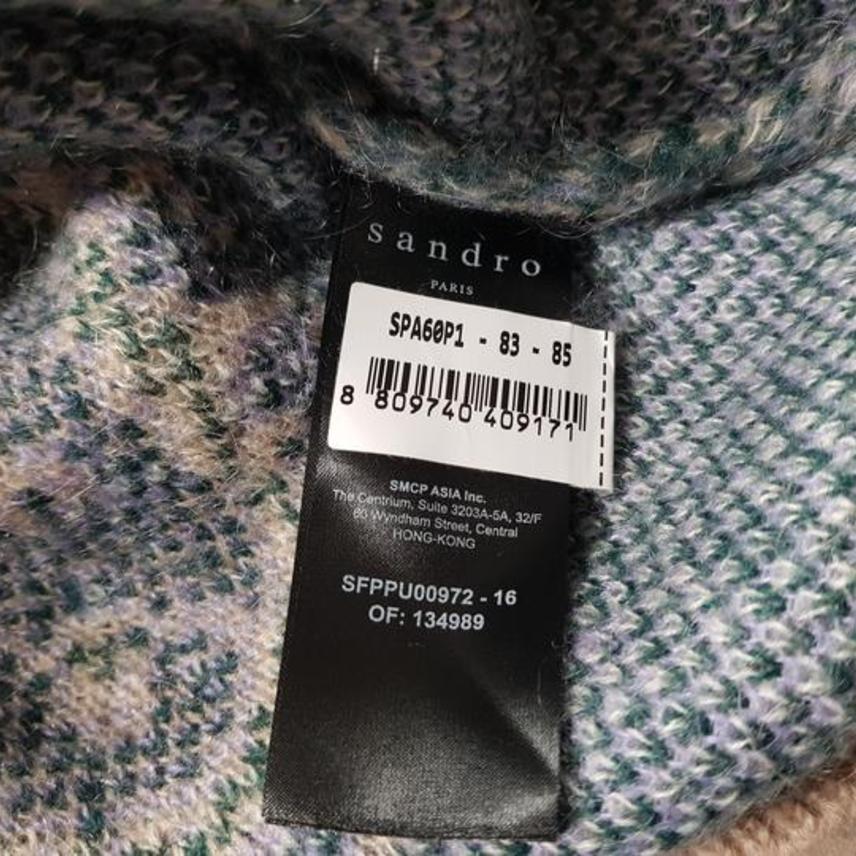 sandro
PARIS
SPA60P1 - 83 - 85
8 809740 409171
SMCP ASIA Inc.
The Centrium, Suite 3203A-5A, 32/F
60 Wyndham Street, Central
HONG-KONG
SFPPU00972 - 16
OF: 134989